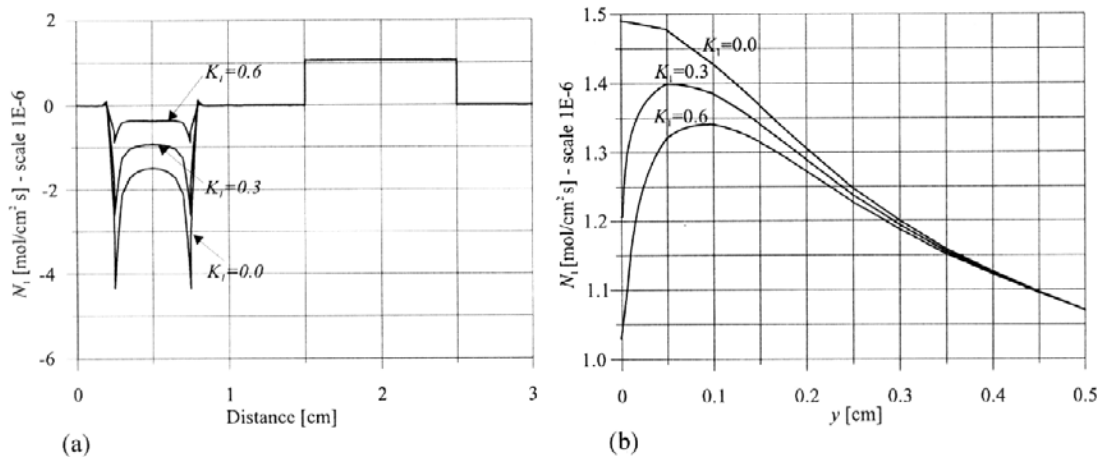 2
0
-2
-4
-6
N₁ [mol/cm² s] - scale 1E-6
K₁=0.6
K₁=0.3
K₁=0.0
0
1
2
3
Distance [cm]
(a)
1.5
1.4
1.3
1.2
1.1
1.0
N₁ [mol/cm² s] - scale 1E-6
K₁=0.0
K₁=0.3
K₁=0.6
0
0.1
0.2
0.3
0.4
0.5
y [cm]
(b)